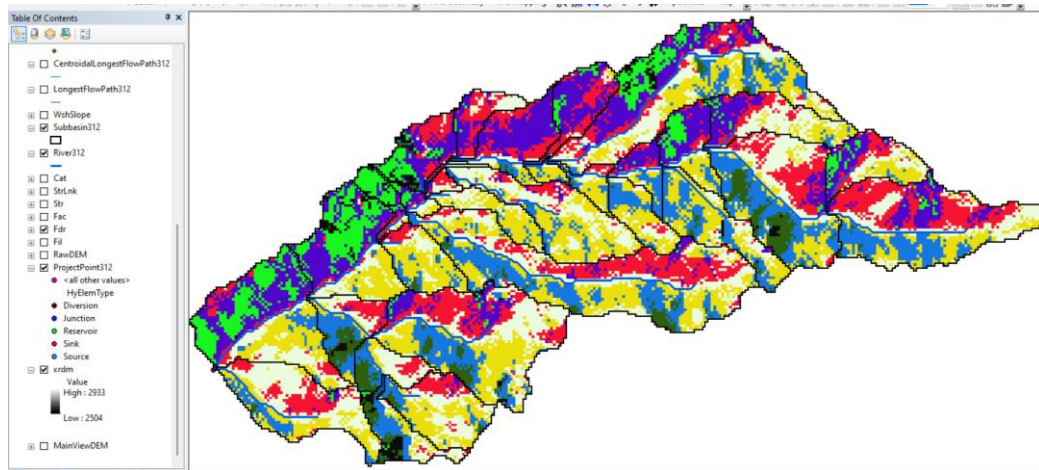 Table Of Contents
CentroidalLongestFlowPath312
LongestFlowPath312
WshSlope
Subbasin312
River312
Cat
StrLnk
Str
Fac
Fdr
Fil
RawDEM
ProjectPoint312
<all other values>
HyElemType
Diversion
Junction
Reservoir
Sink
Source
xrdm
Value
High : 2933
Low : 2504
MainViewDEM